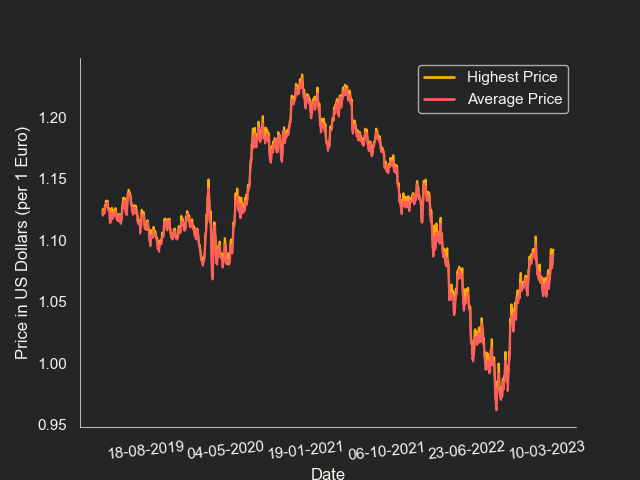 Highest Price
Average Price
Price in US Dollars (per 1 Euro)
1.20
1.15
1.10
1.05
1.00
0.95
18-08-2019 04-05-2020 19-01-2021 06-10-2021 23-06-2022 10-03-2023
Date